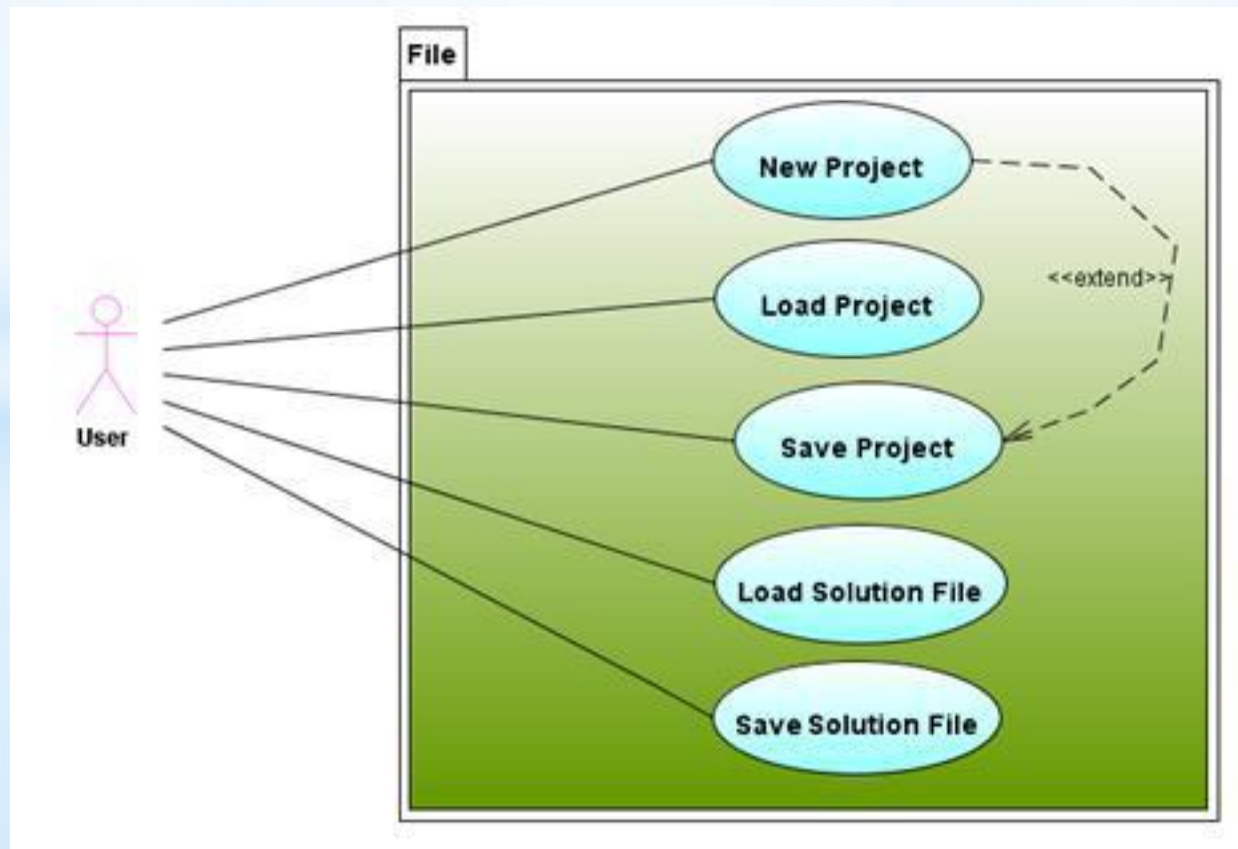 File
New Project
<<extend>>
Load Project
User
Save Project
Load Solution File
Save Solution File